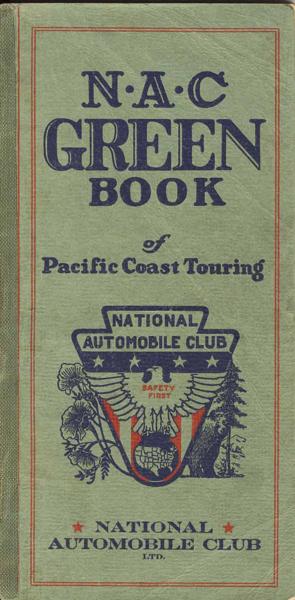 N·A·C
GREEN
BOOK
of
Pacific Coast Touring
NATIONAL
AUTOMOBILE CLUB
SAFETY
FIRST
NATIONAL
AUTOMOBILE CLUB
LTD.